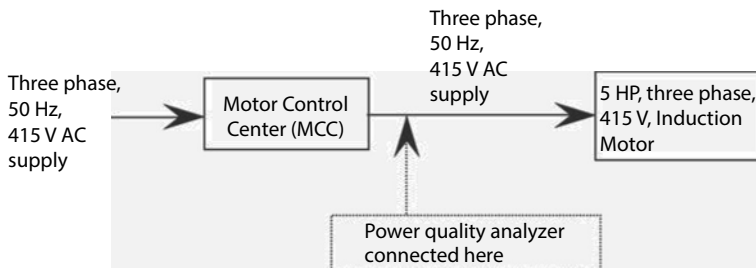 Three phase,
50 Hz,
415 V AC
supply
Motor Control
Center (MCC)
Three phase,
50 Hz,
415 V AC
supply
5 HP, three phase,
415 V, Induction
Motor
Power quality analyzer
connected here